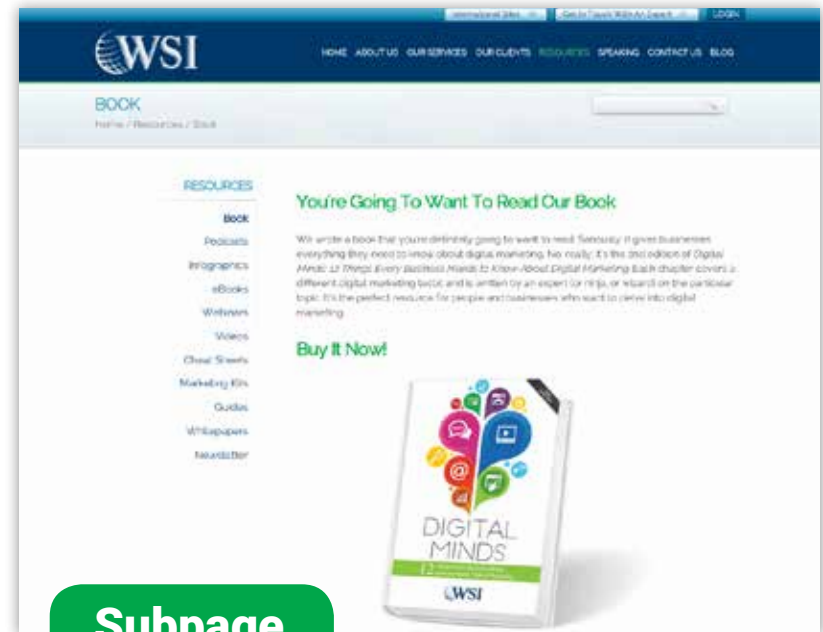 International Sites
Get In Touch With An Expert
LOGIN
WSI
HOME ABOUT US OUR SERVICES OUR CLIENTS RESOURCES SPEAKING CONTACT US BLOG
BOOK
Home / Resources / Book
RESOURCES
Book
Podcasts
Infographics
eBooks
Webinars
Videos
Cheat Sheets
Marketing Kits
Guides
Whitepapers
Newsletter
You're Going To Want To Read Our Book
We wrote a book that you're definitely going to want to read. Seriously. It gives businesses
everything they need to know about digital marketing. No, really. It's the 2nd edition of Digital
Minds: 12 Things Every Business Needs to Know About Digital Marketing. Each chapter covers a
different digital marketing tactic and is written by an expert (or ninja, or wizard) on the particular
topic. It's the perfect resource for people and businesses who want to delve into digital
marketing.
Buy It Now!
DIGITAL
MINDS
12
WSI
Subpage